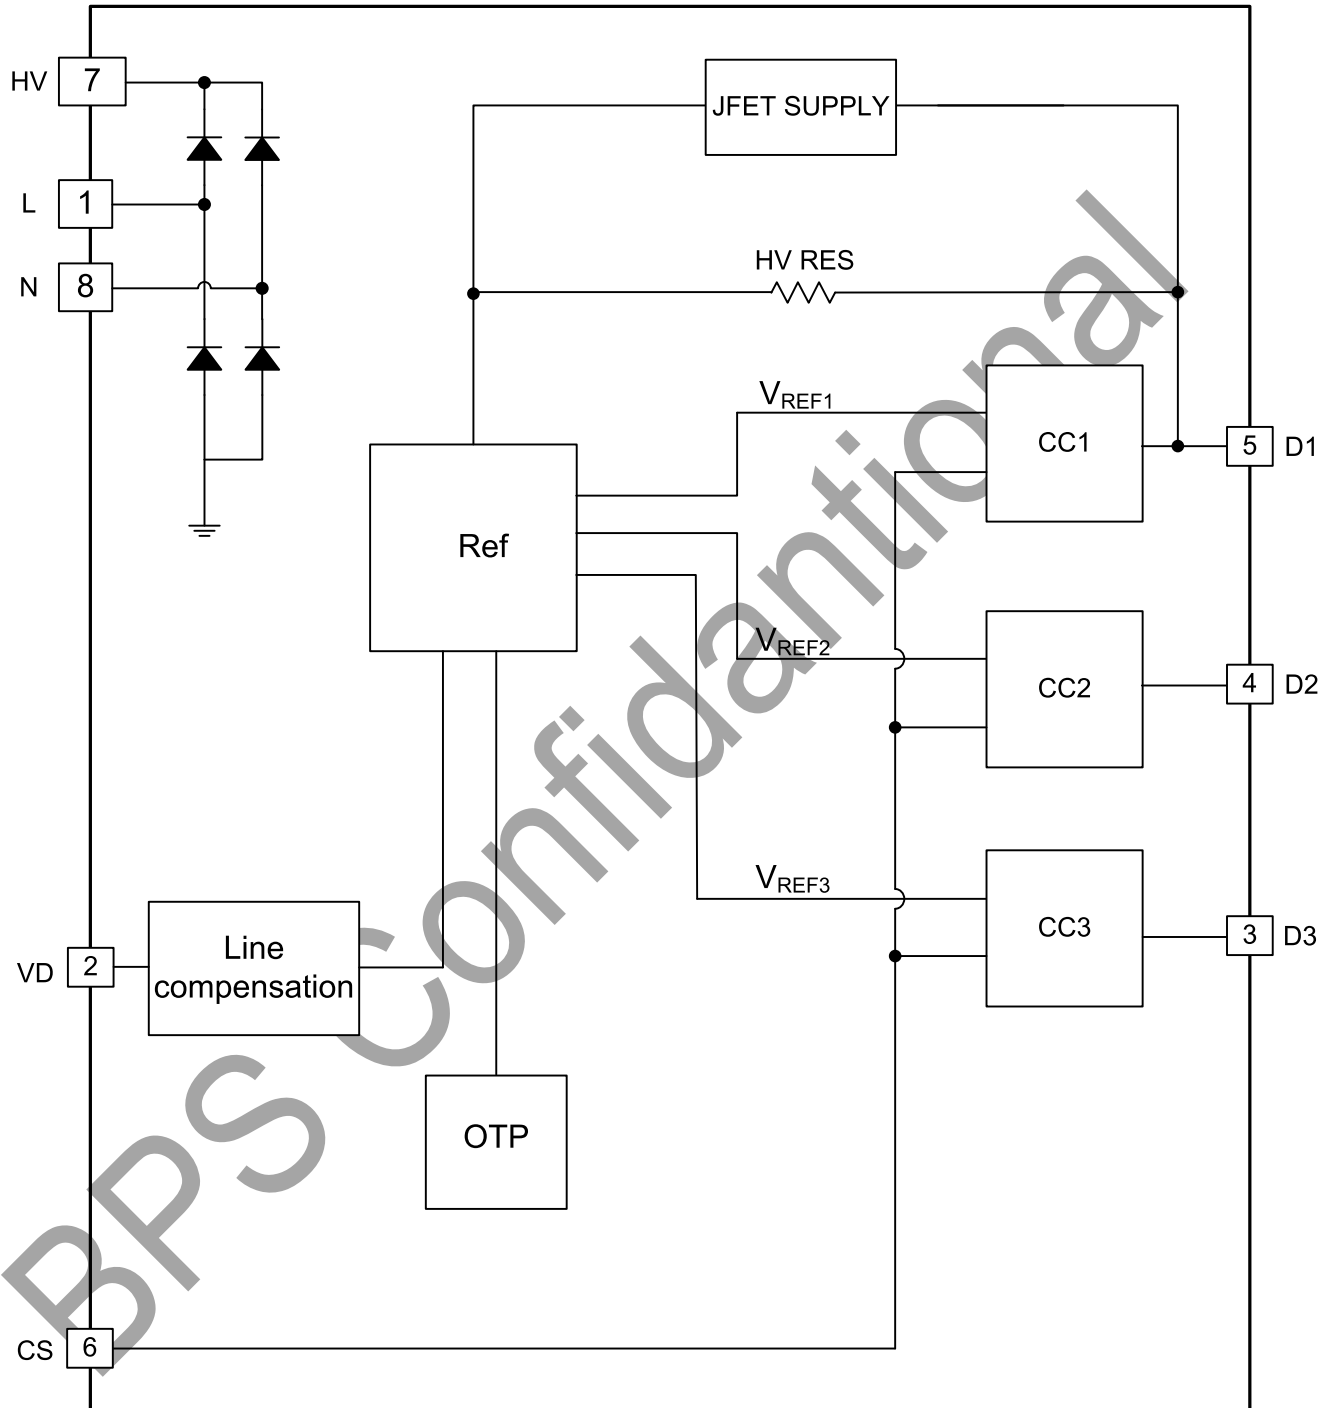 HV 7
JFET SUPPLY
L 1
HV RES
N 8
VREF1
CC1
5 D1
Ref
VREF2
CC2
4 D2
VREF3
CC3
3 D3
Line
compensation
VD 2
OTP
CS 6
BPS Confidantional